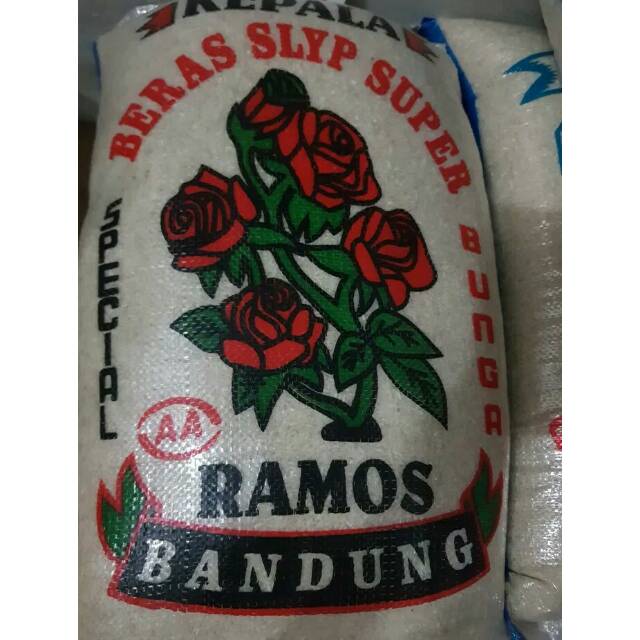 KEPALA
BERAS SLYP SUPER
SPECIAL
BUNGA
AA
RAMOS
BANDUNG